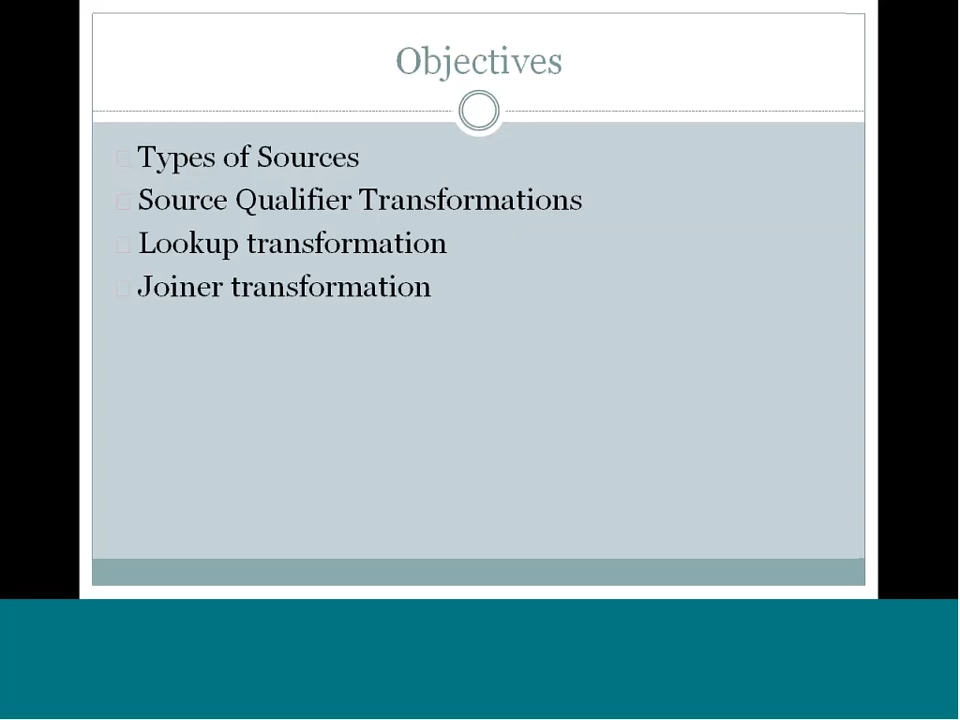 Objectives
Types of Sources
Source Qualifier Transformations
Lookup transformation
Joiner transformation